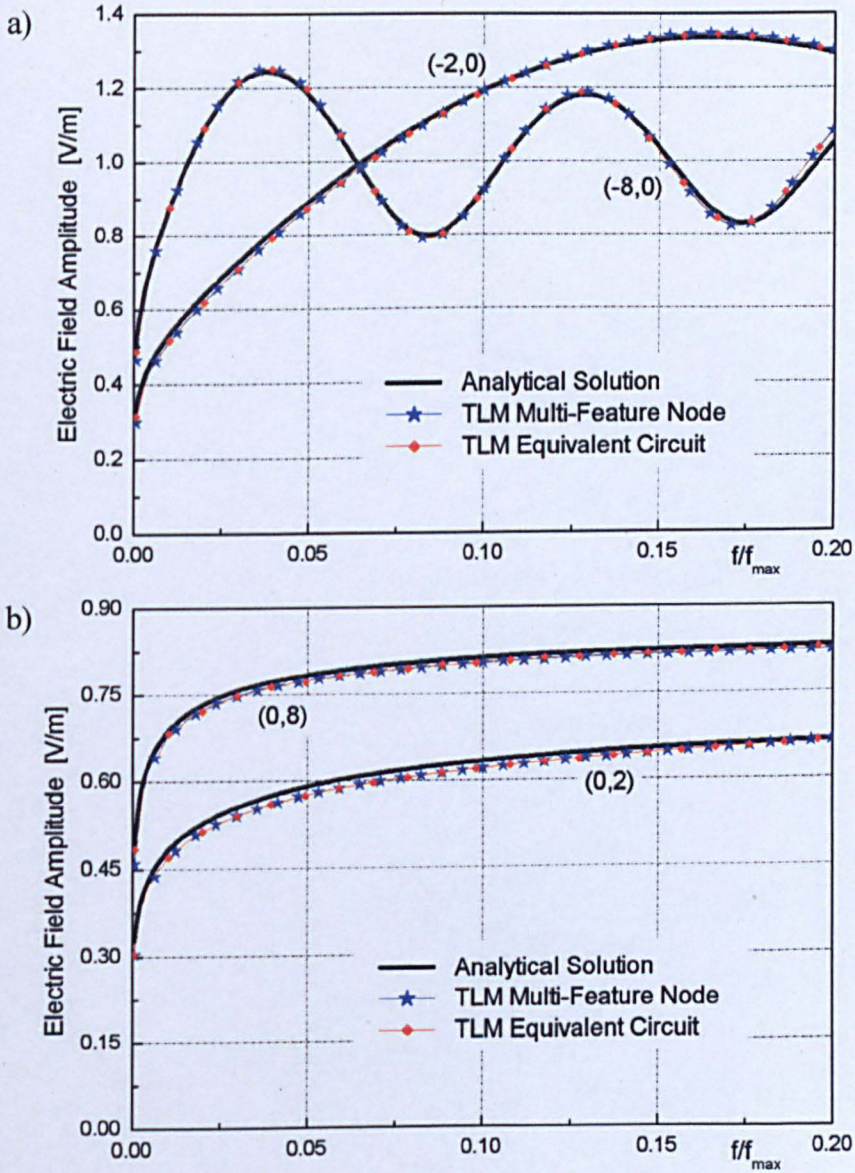 a)
Electric Field Amplitude [V/m]
1.4
1.2
1.0
0.8
0.6
0.4
0.2
0.0
(-2,0)
(-8,0)
Analytical Solution
TLM Multi-Feature Node
TLM Equivalent Circuit
0.00 0.05 0.10 0.15 f/fmax 0.20
b)
Electric Field Amplitude [V/m]
0.90
0.75
0.60
0.45
0.30
0.15
0.00
(0,8)
(0,2)
Analytical Solution
TLM Multi-Feature Node
TLM Equivalent Circuit
0.00 0.05 0.10 0.15 f/fmax 0.20